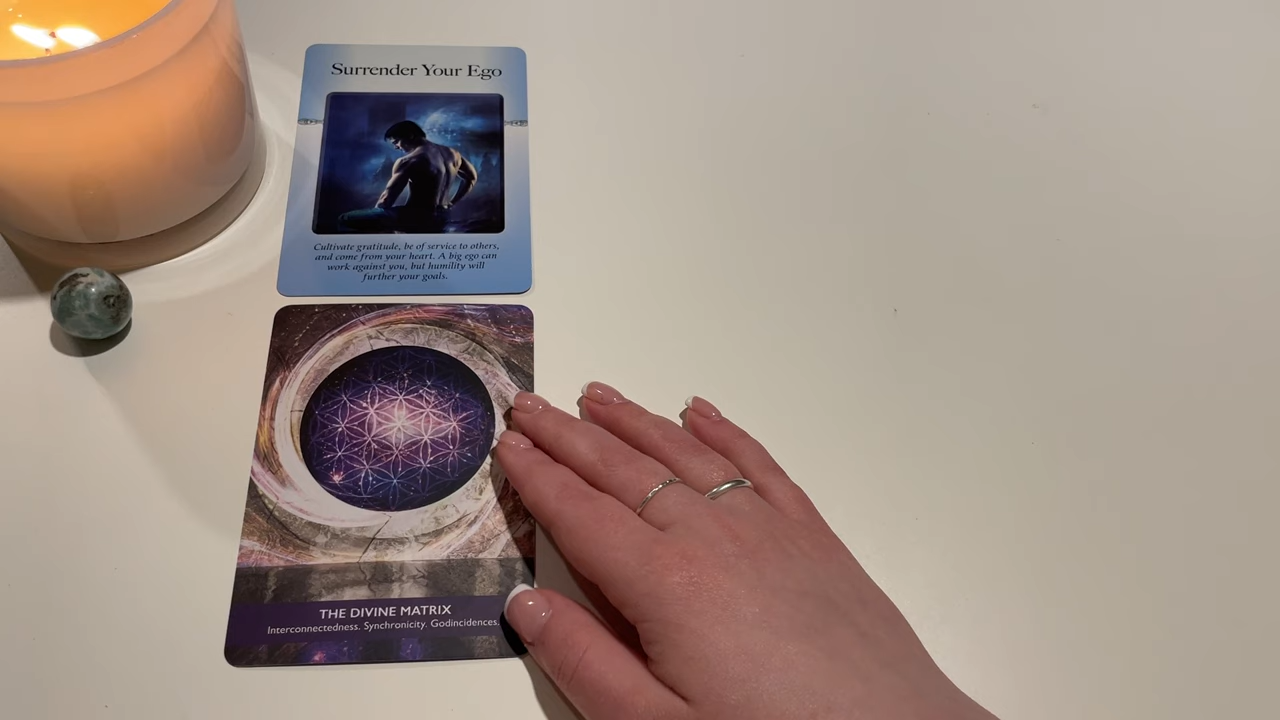 Surrender Your Ego
Cultivate gratitude, be of service to others,
and come from your heart. A big ego can
work against you, but humility will
further your goals.
THE DIVINE MATRIX
Interconnectedness. Synchronicity. Godincidences.